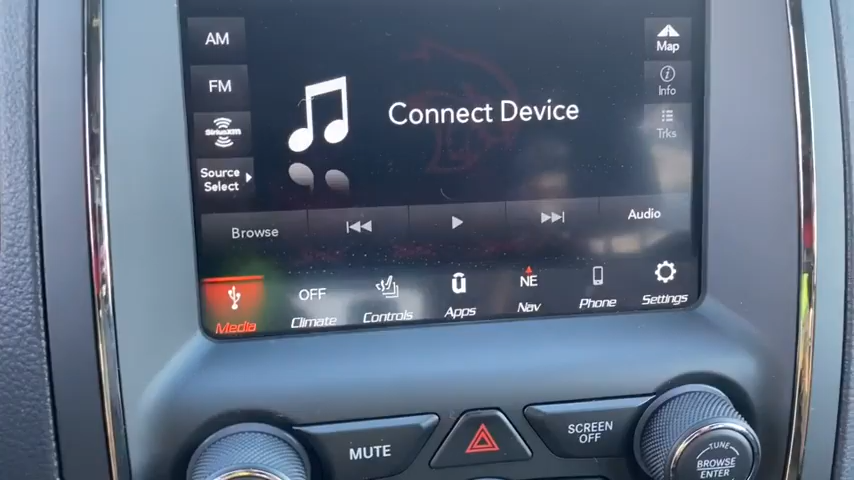 AM
FM
SiriusXM
Source
Select
Connect Device
Map
Info
Trks
Browse
Audio
Media
OFF
Climate
Controls
Apps
NE
Nav
Phone
Settings
MUTE
SCREEN
OFF
TUNE
BROWSE
ENTER